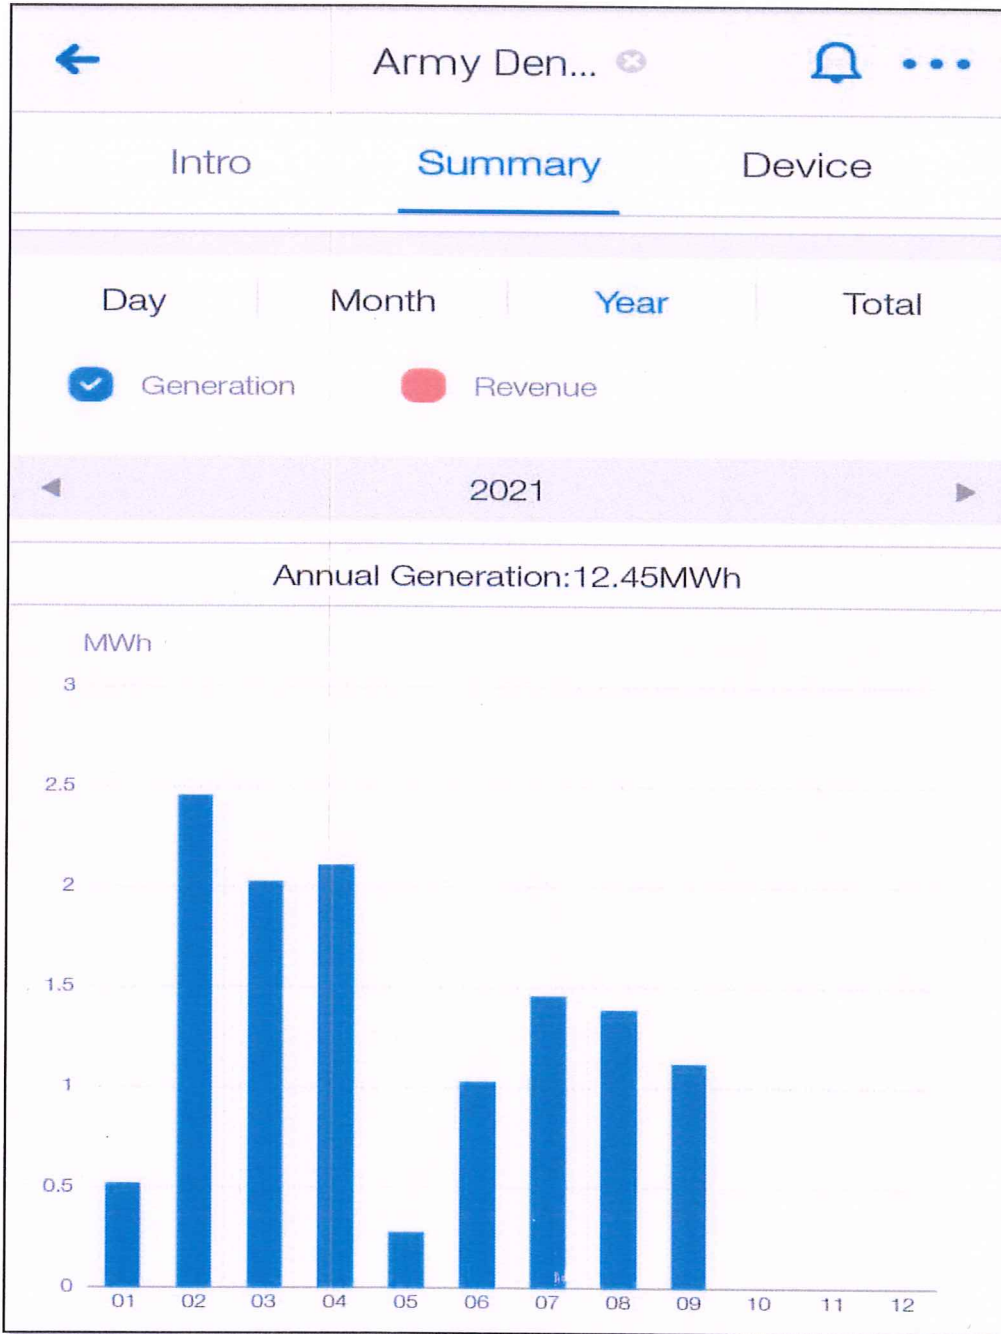 Army Den...
Intro Summary Device
Day Month Year Total
Generation Revenue
2021
Annual Generation:12.45MWh
MWh
3
2.5
2
1.5
1
0.5
0
01 02 03 04 05 06 07 08 09 10 11 12